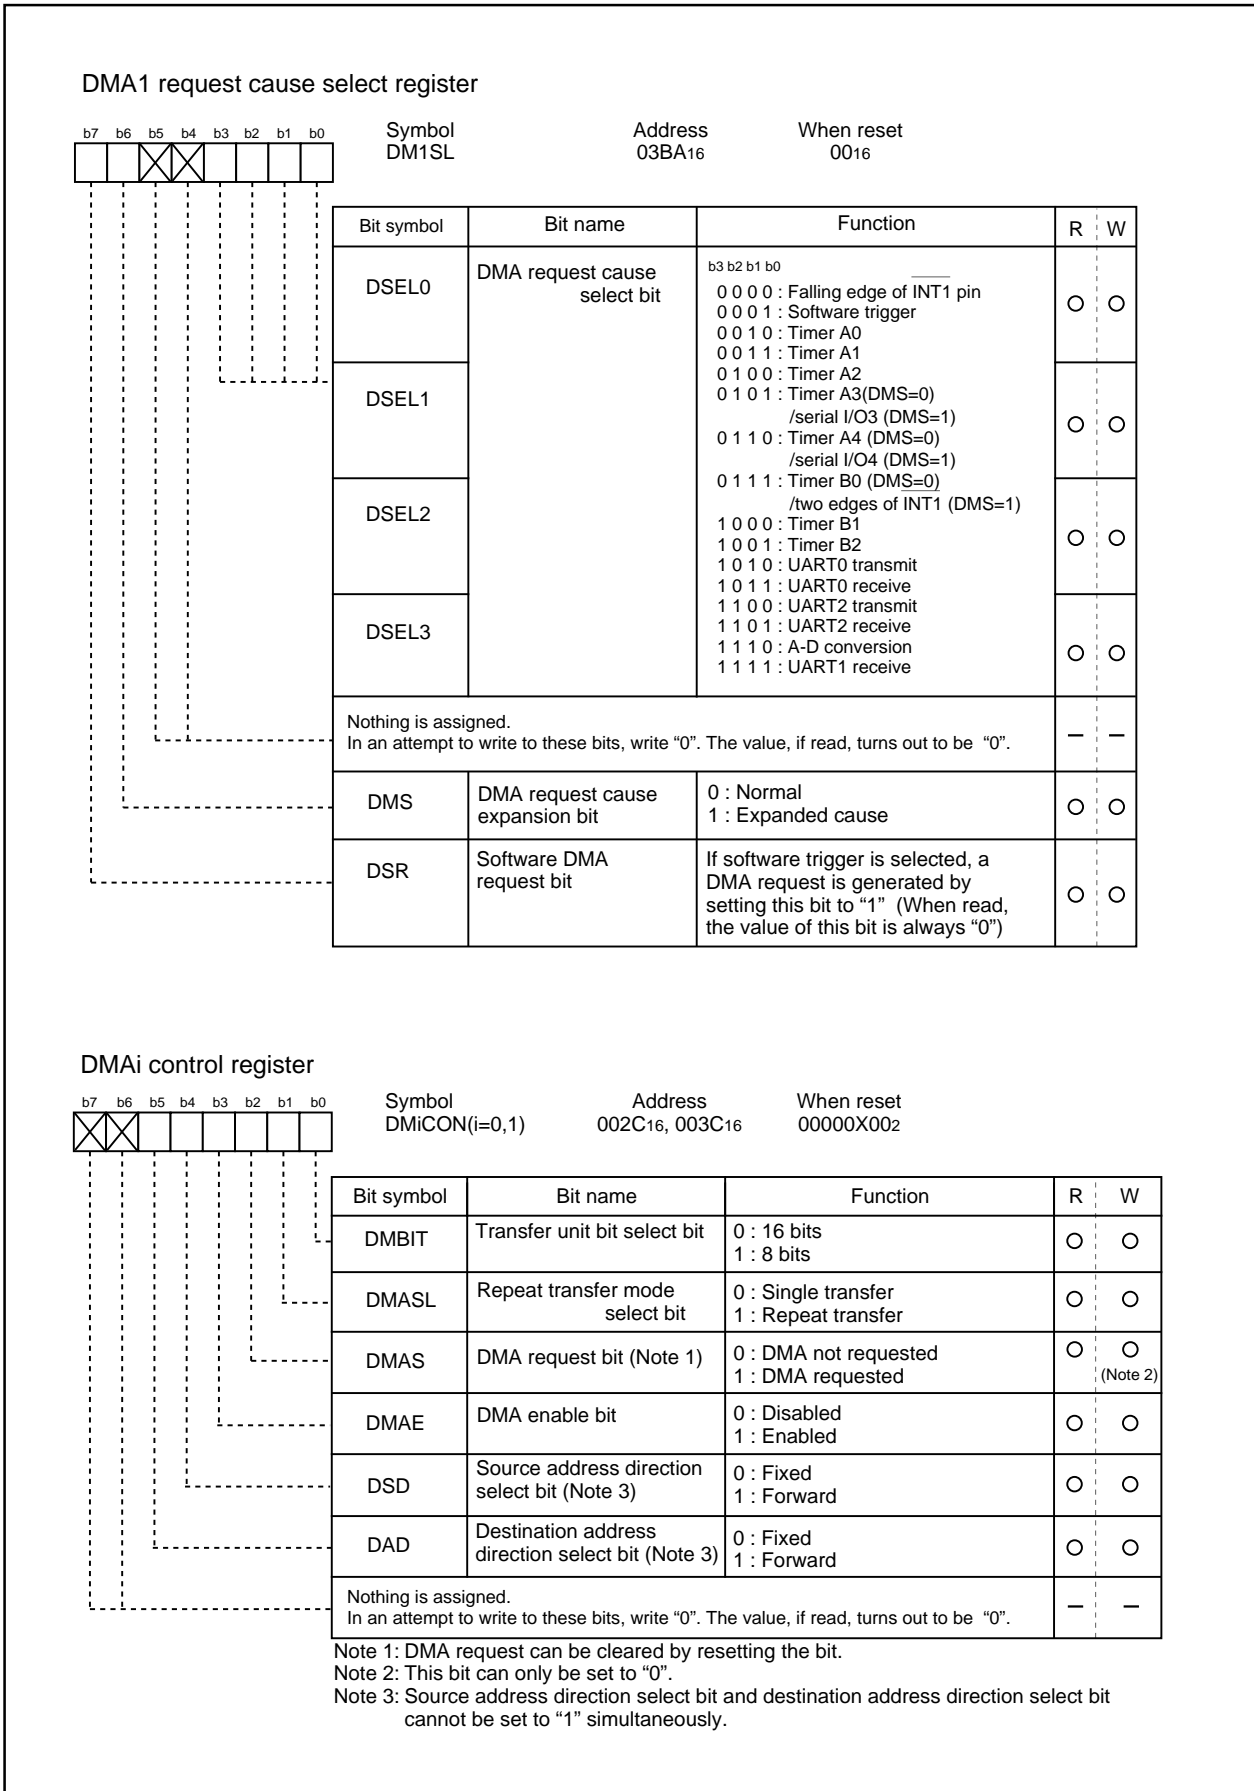 DMA1 request cause select register
b7 b6 b5 b4 b3 b2 b1 b0
Symbol Address When reset
DM1SL 03BA16 0016
Bit symbol Bit name Function R W
DSEL0
DMA request cause
select bit
b3 b2 b1 b0
0 0 0 0 : Falling edge of INT1 pin
0 0 0 1 : Software trigger
0 0 1 0 : Timer A0
0 0 1 1 : Timer A1
0 1 0 0 : Timer A2
0 1 0 1 : Timer A3(DMS=0)
/serial I/O3 (DMS=1)
0 1 1 0 : Timer A4 (DMS=0)
/serial I/O4 (DMS=1)
0 1 1 1 : Timer B0 (DMS=0)
/two edges of INT1 (DMS=1)
1 0 0 0 : Timer B1
1 0 0 1 : Timer B2
1 0 1 0 : UART0 transmit
1 0 1 1 : UART0 receive
1 1 0 0 : UART2 transmit
1 1 0 1 : UART2 receive
1 1 1 0 : A-D conversion
1 1 1 1 : UART1 receive
DSEL1
DSEL2
DSEL3
Nothing is assigned.
In an attempt to write to these bits, write “0”. The value, if read, turns out to be “0”.
DMS
DMA request cause
expansion bit
0 : Normal
1 : Expanded cause
DSR
Software DMA
request bit
If software trigger is selected, a
DMA request is generated by
setting this bit to “1” (When read,
the value of this bit is always “0”)
DMAi control register
b7 b6 b5 b4 b3 b2 b1 b0
Symbol Address When reset
DMiCON(i=0,1) 002C16, 003C16 00000X002
Bit symbol Bit name Function R W
DMBIT
Transfer unit bit select bit
0 : 16 bits
1 : 8 bits
DMASL
Repeat transfer mode
select bit
0 : Single transfer
1 : Repeat transfer
DMAS
DMA request bit (Note 1)
0 : DMA not requested
1 : DMA requested
(Note 2)
DMAE
DMA enable bit
0 : Disabled
1 : Enabled
DSD
Source address direction
select bit (Note 3)
0 : Fixed
1 : Forward
DAD
Destination address
direction select bit (Note 3)
0 : Fixed
1 : Forward
Nothing is assigned.
In an attempt to write to these bits, write “0”. The value, if read, turns out to be “0”.
Note 1: DMA request can be cleared by resetting the bit.
Note 2: This bit can only be set to “0”.
Note 3: Source address direction select bit and destination address direction select bit
cannot be set to “1” simultaneously.